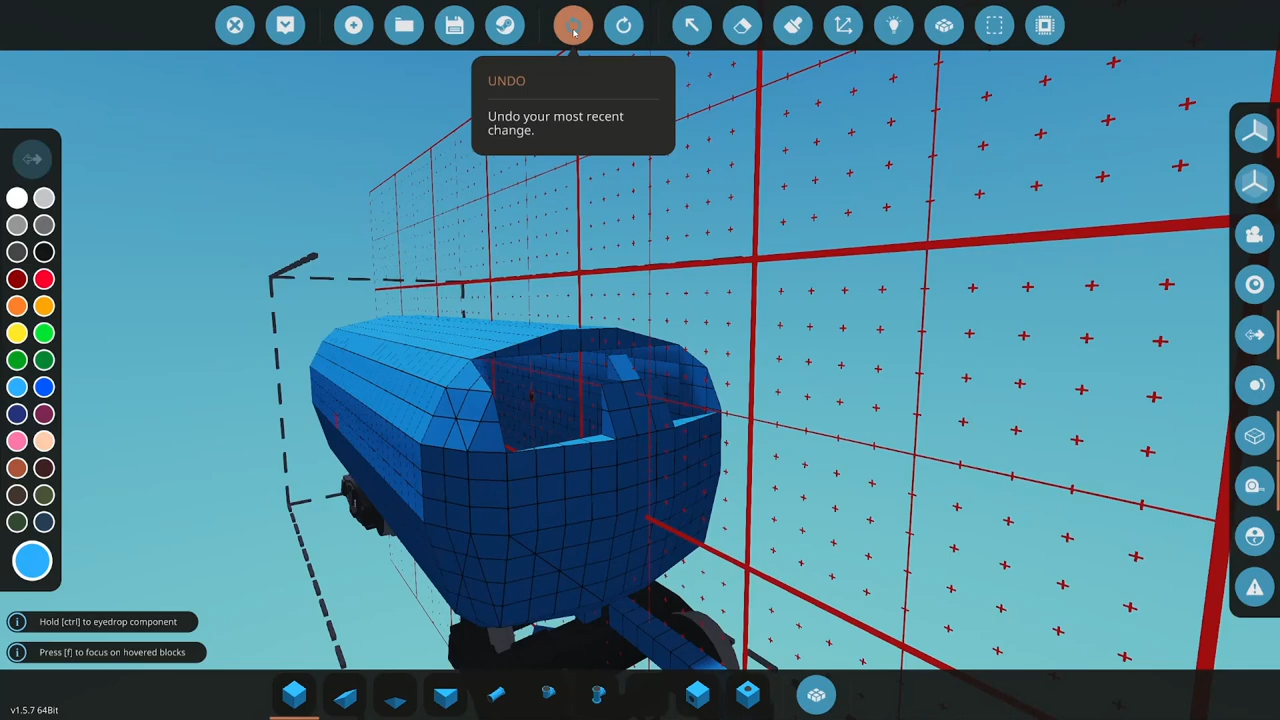 UNDO
Undo your most recent
change.
Hold [ctrl] to eyedrop component
Press [f] to focus on hovered blocks
v1.5.7 64Bit